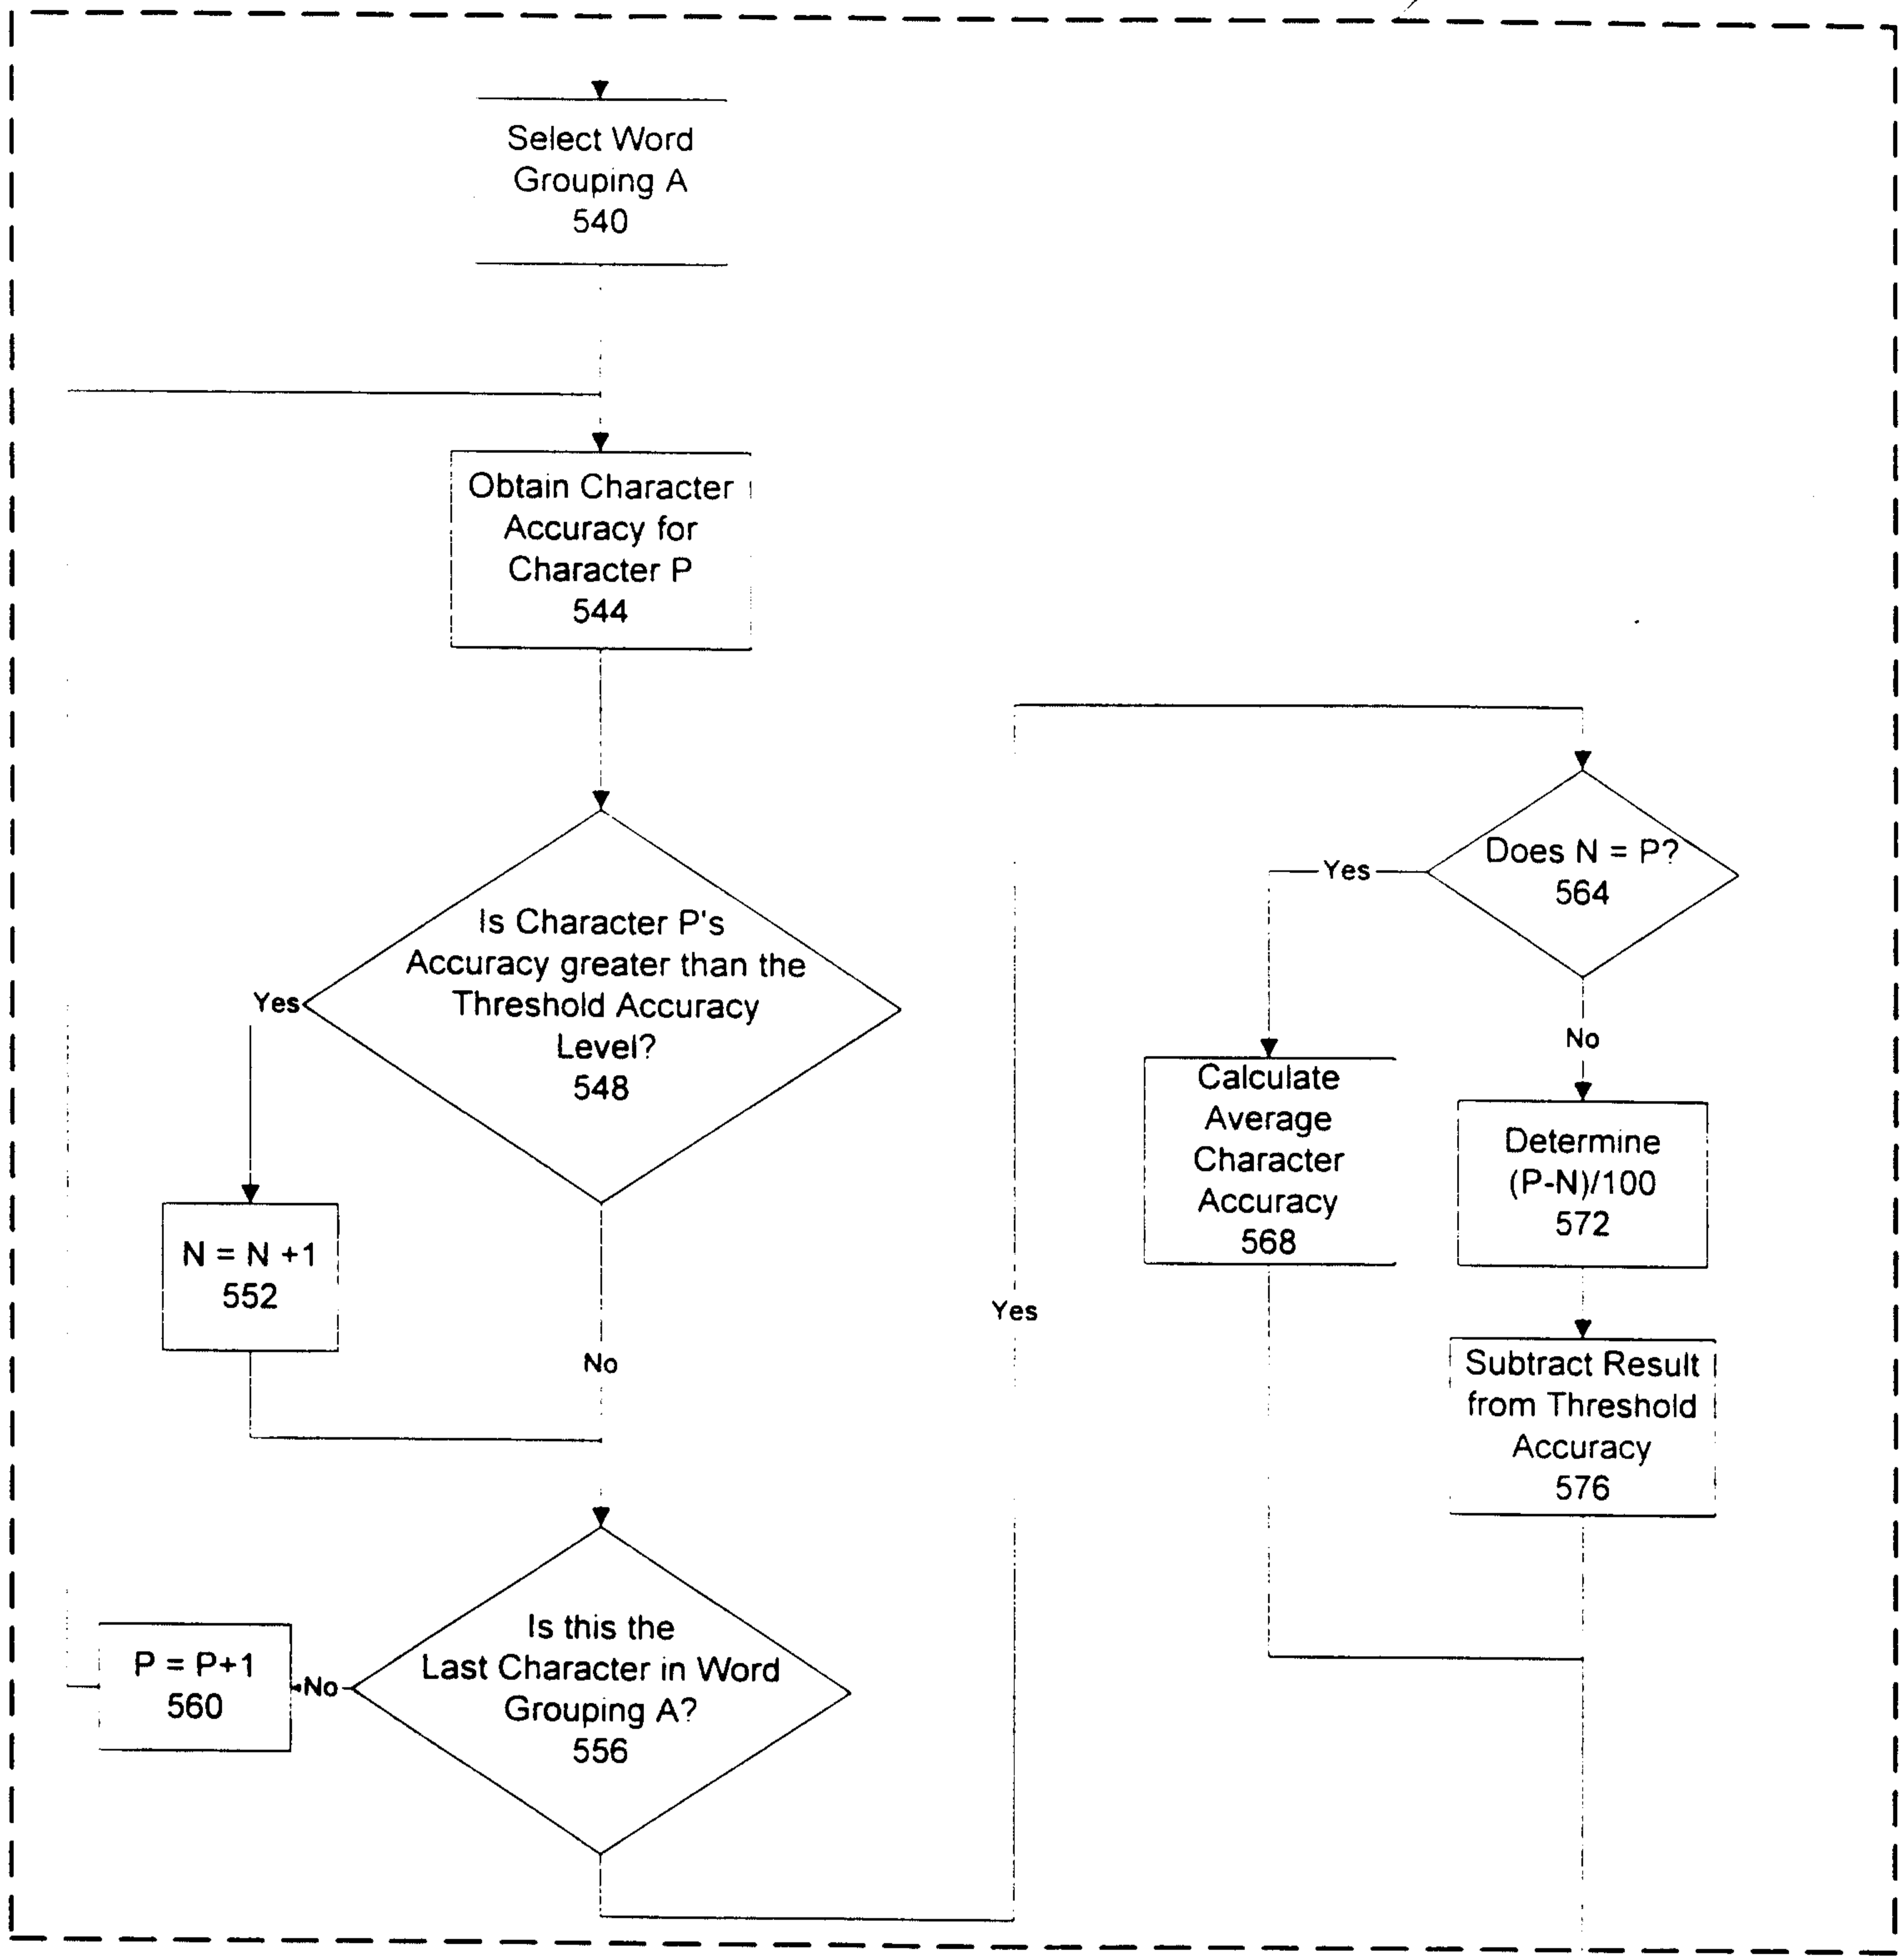 Select Word
Grouping A
540
Obtain Character
Accuracy for
Character P
544
Is Character P's
Accuracy greater than the
Threshold Accuracy
Level?
548
Yes
N = N +1
552
No
Is this the
Last Character in Word
Grouping A?
556
No
P = P+1
560
Yes
Does N = P?
564
Yes
No
Calculate
Average
Character
Accuracy
568
Determine
(P-N)/100
572
Subtract Result
from Threshold
Accuracy
576